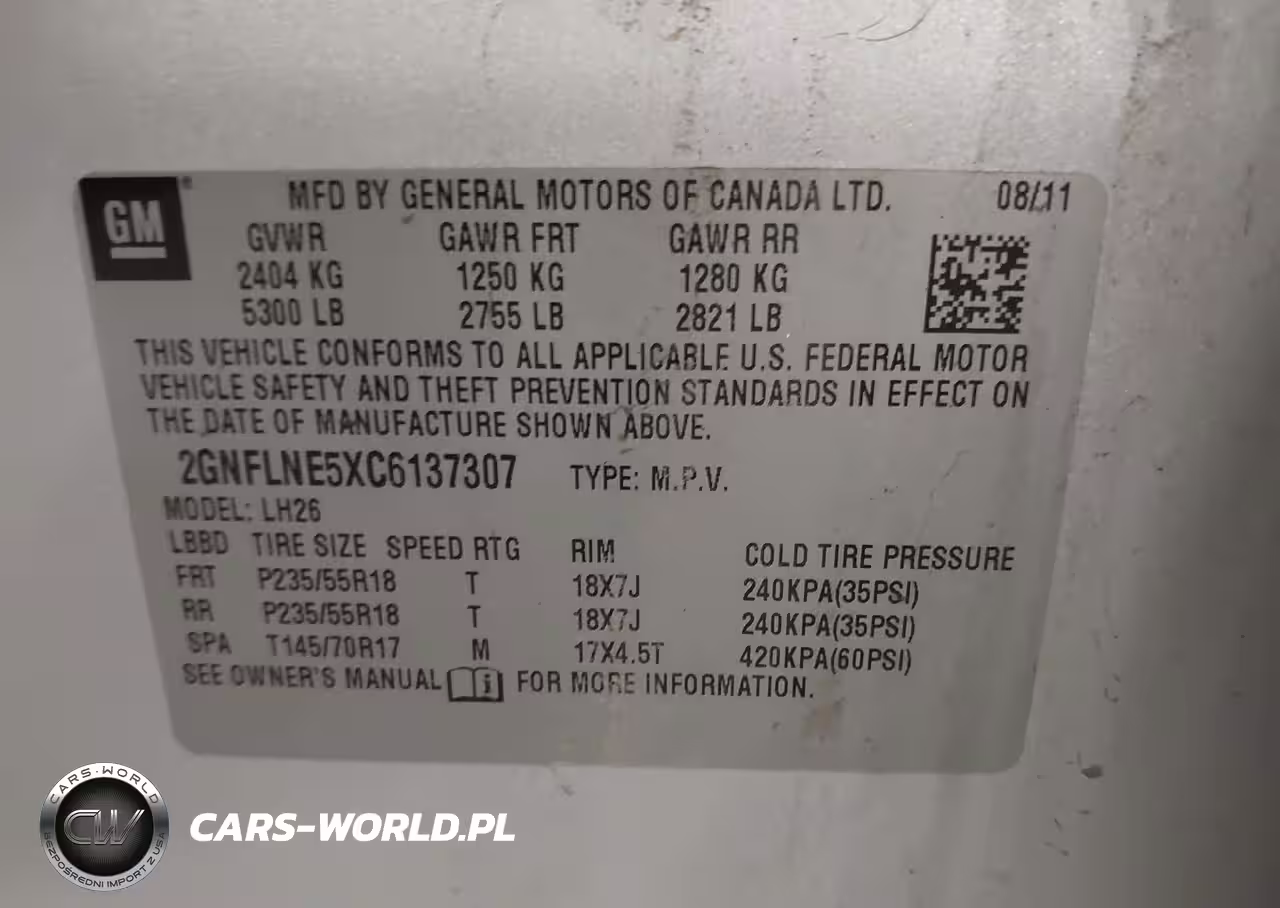 GM ® MFD BY GENERAL MOTORS OF CANADA LTD. 08/11
GVWR GAWR FRT GAWR RR
2404 KG 1250 KG 1280 KG
5300 LB 2755 LB 2821 LB
THIS VEHICLE CONFORMS TO ALL APPLICABLE U.S. FEDERAL MOTOR
VEHICLE SAFETY AND THEFT PREVENTION STANDARDS IN EFFECT ON
THE DATE OF MANUFACTURE SHOWN ABOVE.
2GNFLNE5XC6137307 TYPE: M.P.V.
MODEL: LH26
LBBD TIRE SIZE SPEED RTG RIM COLD TIRE PRESSURE
FRT P235/55R18 T 18X7J 240KPA(35PSI)
RR P235/55R18 T 18X7J 240KPA(35PSI)
SPA T145/70R17 M 17X4.5T 420KPA(60PSI)
SEE OWNER'S MANUAL i FOR MORE INFORMATION.
CARS-WORLD
CW
BEZPOŚREDNI IMPORT Z USA
CARS-WORLD.PL